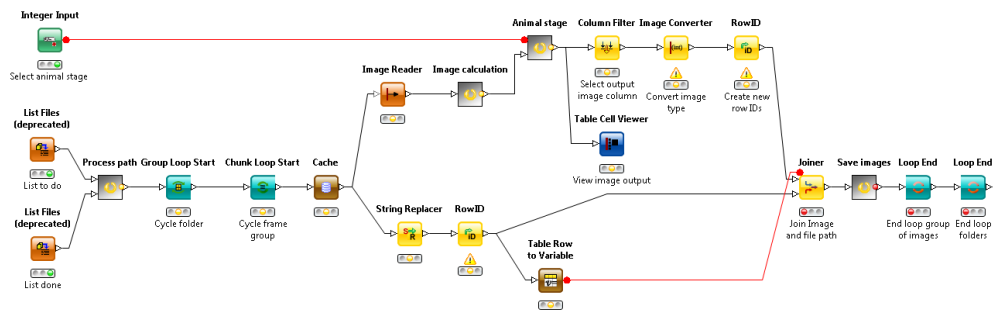 Integer Input
Select animal stage
Animal stage
Column Filter
Select output
image column
Image Converter
Convert image
type
RowID
Create new
row IDs
Image Reader
Image calculation
Table Cell Viewer
View image output
List Files
(deprecated)
List to do
Process path
Group Loop Start
Cycle folder
Chunk Loop Start
Cycle frame
group
Cache
List Files
(deprecated)
List done
String Replacer
RowID
Table Row
to Variable
Joiner
Join Image
and file path
Save images
Loop End
End loop group
of images
Loop End
End loop
folders